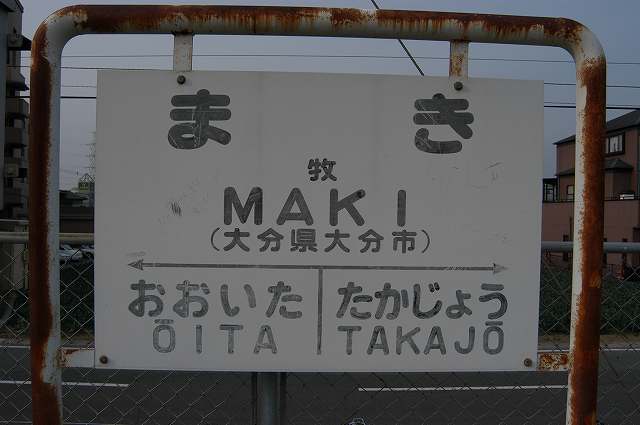 まき
牧
MAKI
(大分県大分市)
おおいた たかじょう
ŌITA TAKAJŌ